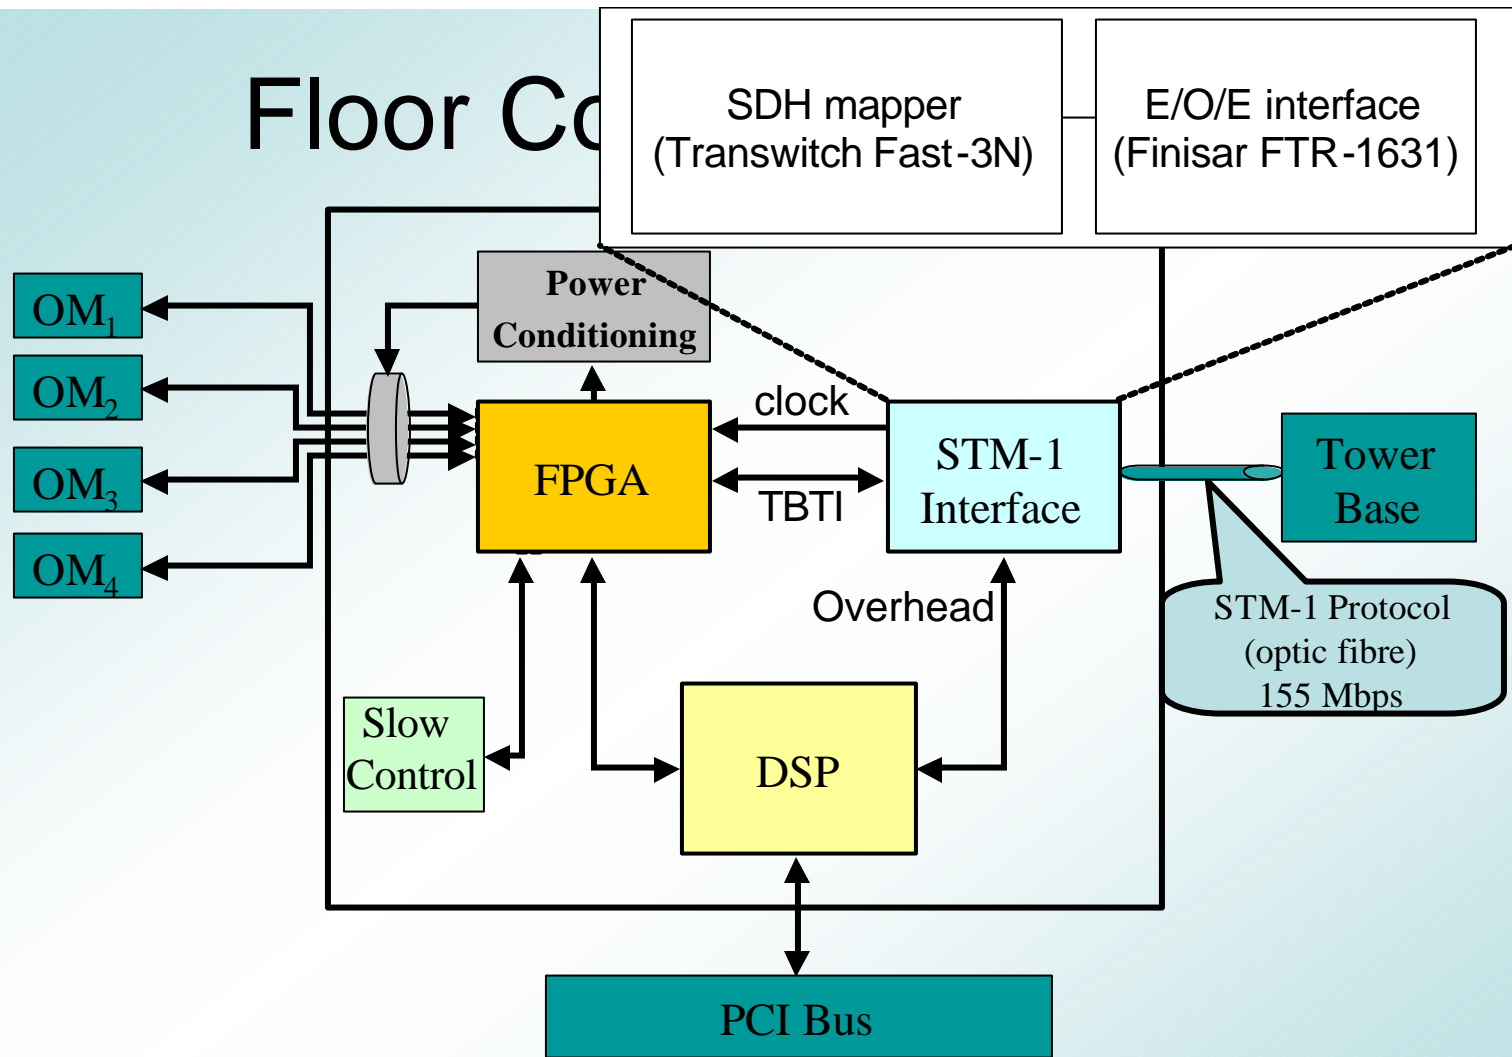 Floor Co
SDH mapper
(Transwitch Fast-3N)
E/O/E interface
(Finisar FTR-1631)
Power
Conditioning
OM1
OM2
OM3
OM4
clock
FPGA
TBTI
STM-1
Interface
Tower
Base
Overhead
STM-1 Protocol
(optic fibre)
155 Mbps
Slow
Control
DSP
PCI Bus